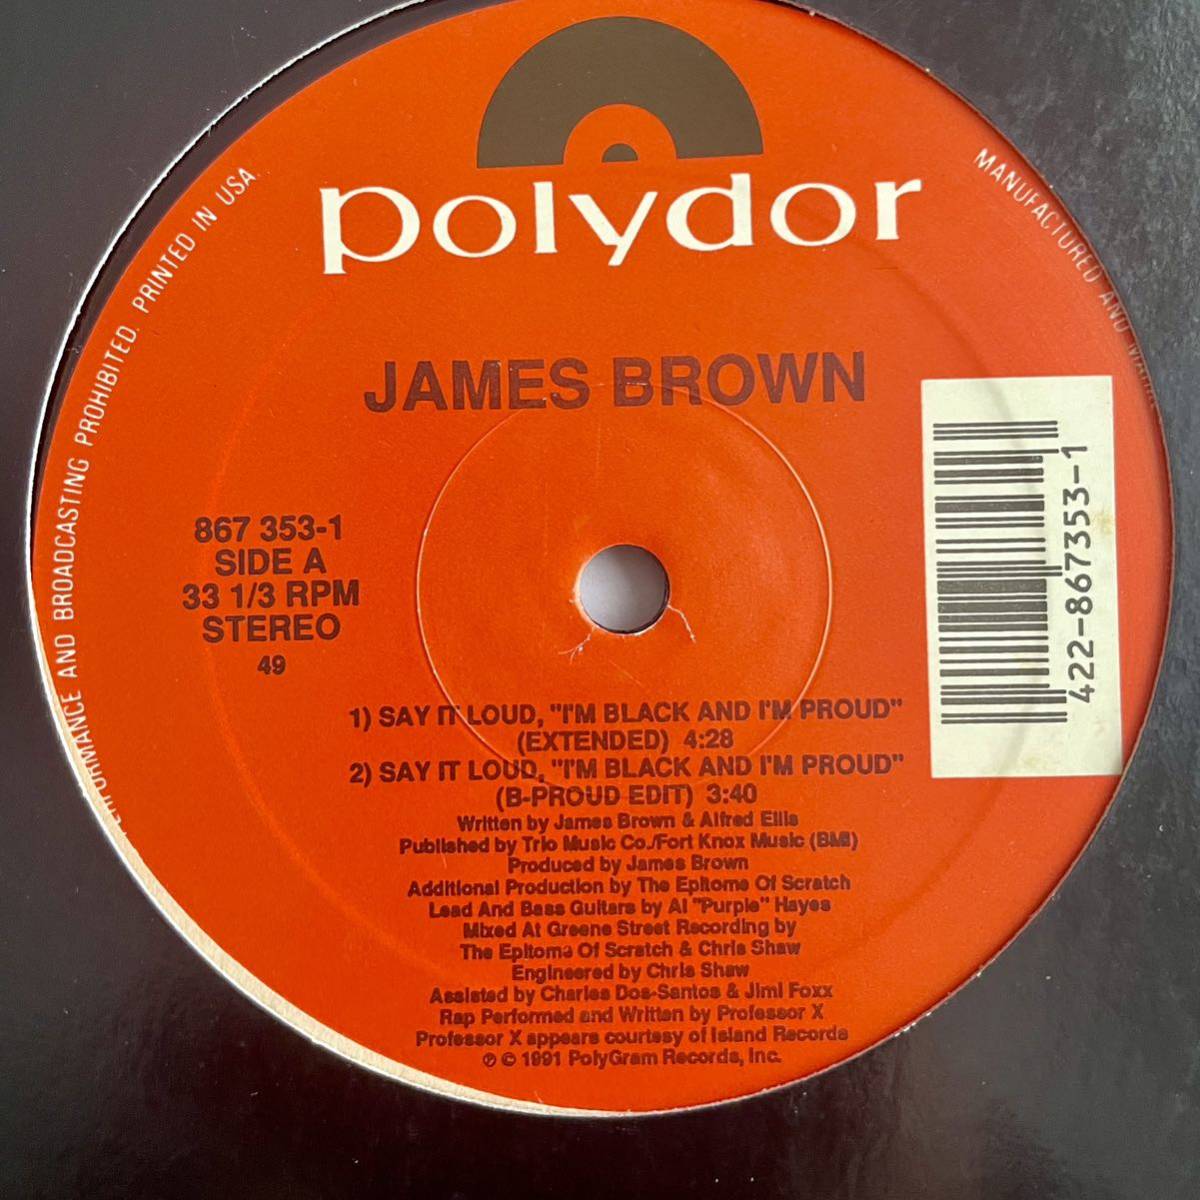 polydor
JAMES BROWN
867 353-1
SIDE A
33 1/3 RPM
STEREO
49
1) SAY IT LOUD, "I'M BLACK AND I'M PROUD"
(EXTENDED) 4:28
2) SAY IT LOUD, "I'M BLACK AND I'M PROUD"
(B-PROUD EDIT) 3:40
Written by James Brown & Alfred Ellis
Published by Trio Music Co./Fort Knox Music (BMI)
Produced by James Brown
Additional Production by The Epitome Of Scratch
Lead And Bass Guitars by Al "Purple" Hayes
Mixed At Greene Street Recording by
The Epitome Of Scratch & Chris Shaw
Engineered by Chris Shaw
Assisted by Charles Dos-Santos & Jimi Foxx
Rap Performed and Written by Professor X
Professor X appears courtesy of Island Records
℗ © 1991 PolyGram Records, Inc.
422-867353-1
MANUFACTURED AND
AND BROADCASTING PROHIBITED. PRINTED IN USA.